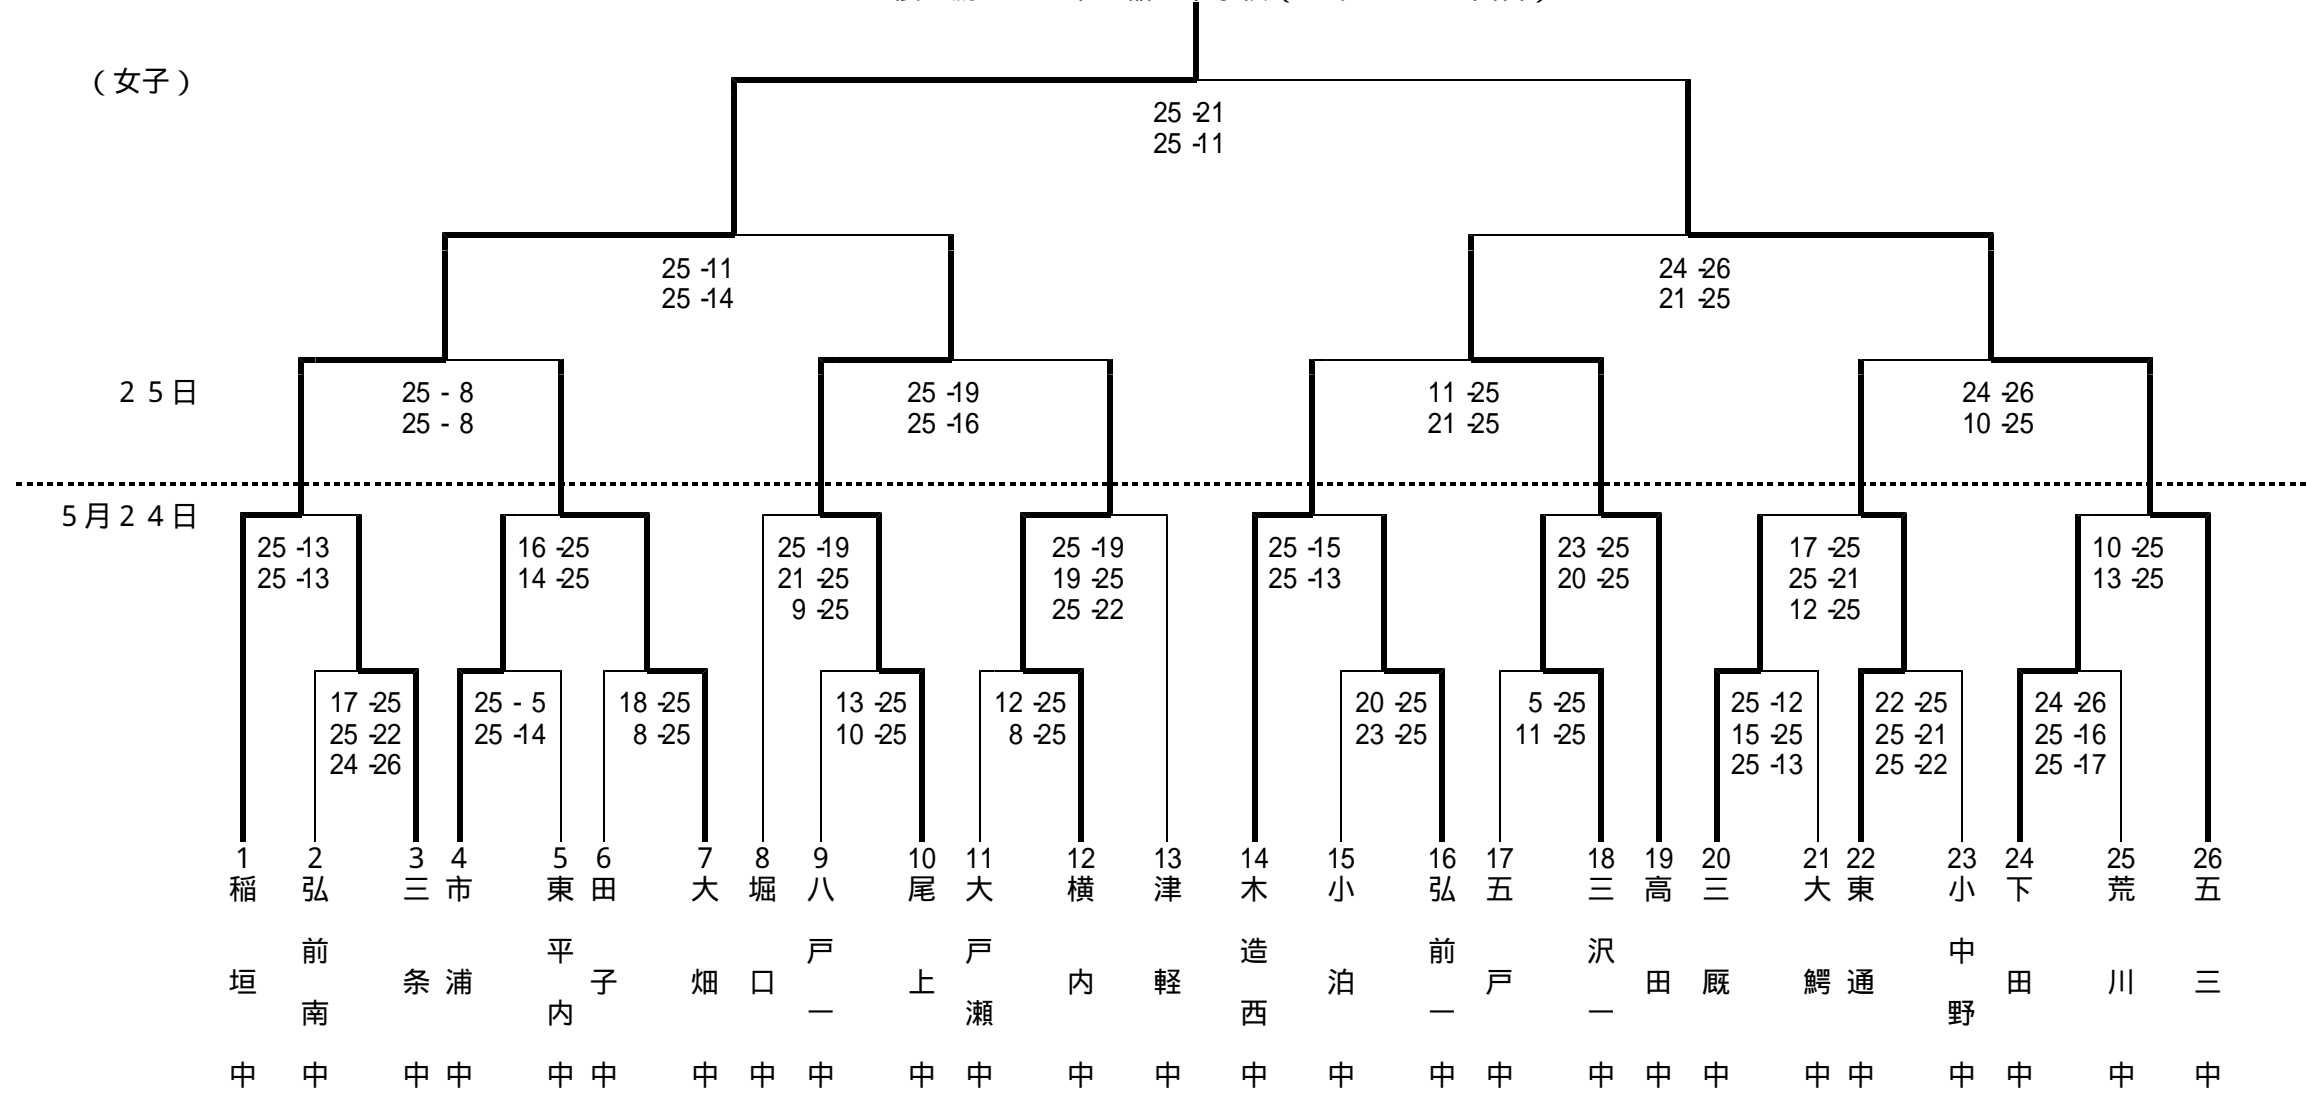 （女子）
25 -21
25 -11
25 -11
25 -14
24 -26
21 -25
２５日
25 - 8
25 - 8
25 -19
25 -16
11 -25
21 -25
24 -26
10 -25
５月２４日
25 -13
25 -13
16 -25
14 -25
25 -19
21 -25
9 -25
25 -19
19 -25
25 -22
25 -15
25 -13
23 -25
20 -25
17 -25
25 -21
12 -25
10 -25
13 -25
17 -25
25 -22
24 -26
25 - 5
25 -14
18 -25
8 -25
13 -25
10 -25
12 -25
8 -25
20 -25
23 -25
5 -25
11 -25
25 -12
15 -25
25 -13
22 -25
25 -21
25 -22
24 -26
25 -16
25 -17
1 稲垣中
2 弘前南中
3 三条中
4 市浦中
5 東平内中
6 田子中
7 大畑中
8 堀口中
9 八戸一中
10 尾上中
11 大戸瀬中
12 横内中
13 津軽中
14 木造西中
15 小泊中
16 弘前一中
17 五戸中
18 三沢一中
19 高田中
20 三厩中
21 大鰐中
22 東通中
23 小中野中
24 下田中
25 荒川中
26 五三中